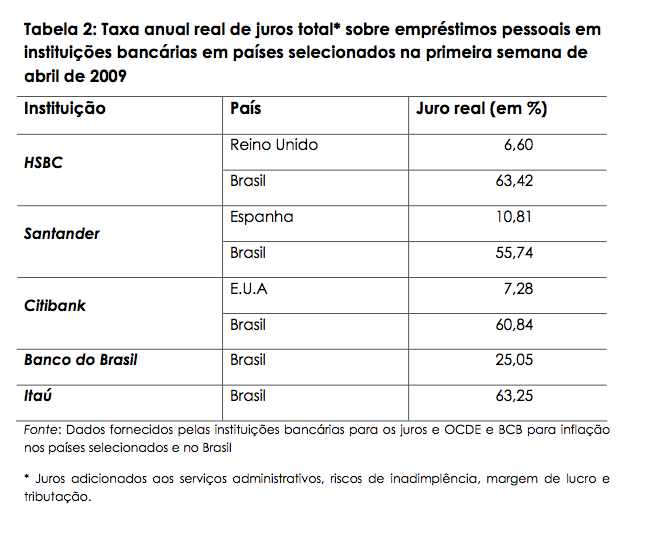 Tabela 2: Taxa anual real de juros total* sobre empréstimos pessoais em
instituições bancárias em países selecionados na primeira semana de
abril de 2009
Instituição País Juro real (em %)
HSBC
Reino Unido 6,60
Brasil 63,42
Santander
Espanha 10,81
Brasil 55,74
Citibank
E.U.A 7,28
Brasil 60,84
Banco do Brasil Brasil 25,05
Itaú Brasil 63,25
Fonte: Dados fornecidos pelas instituições bancárias para os juros e OCDE e BCB para inflação
nos países selecionados e no Brasil
* Juros adicionados aos serviços administrativos, riscos de inadimplência, margem de lucro e
tributação.